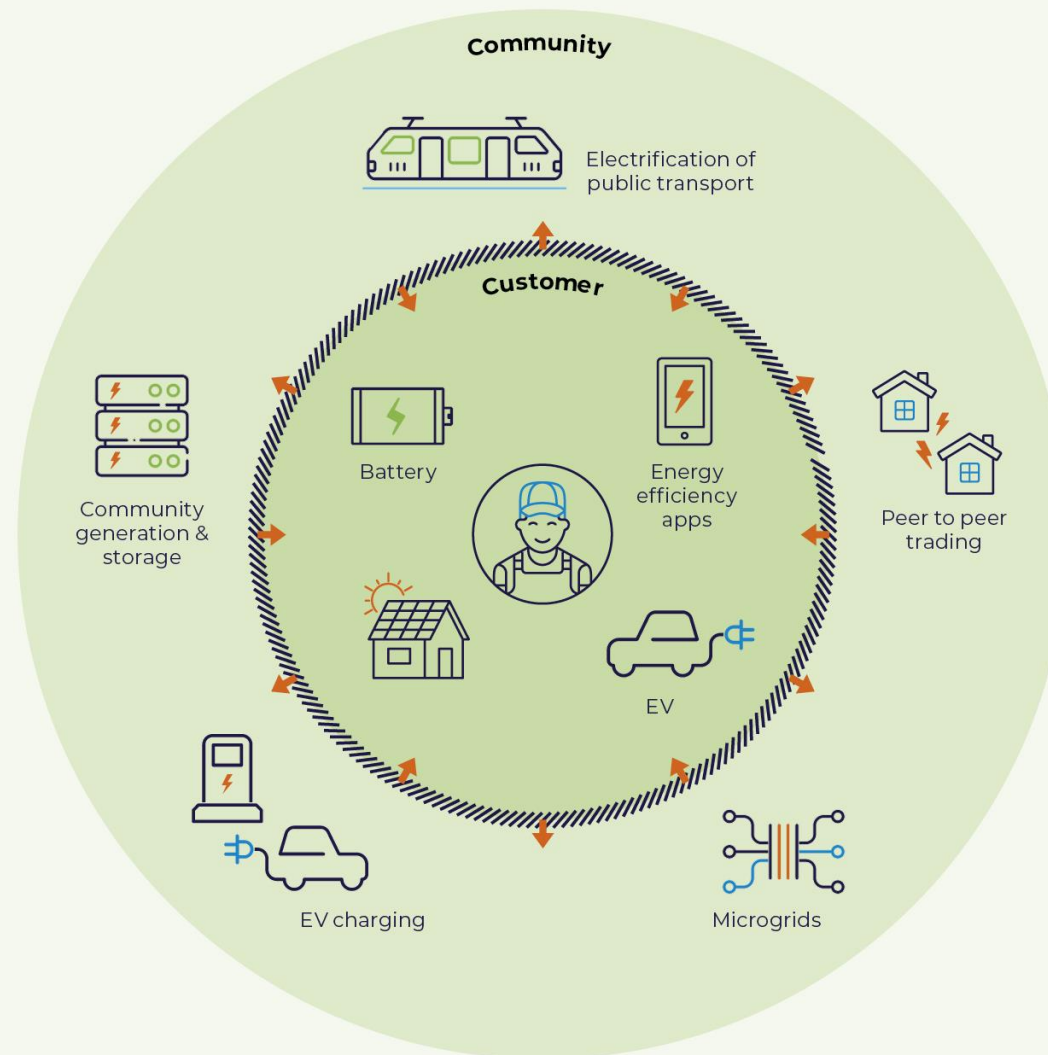 Community
Electrification of
public transport
Customer
Battery
Energy
efficiency
apps
Community
generation &
storage
Peer to peer
trading
EV
EV charging
Microgrids